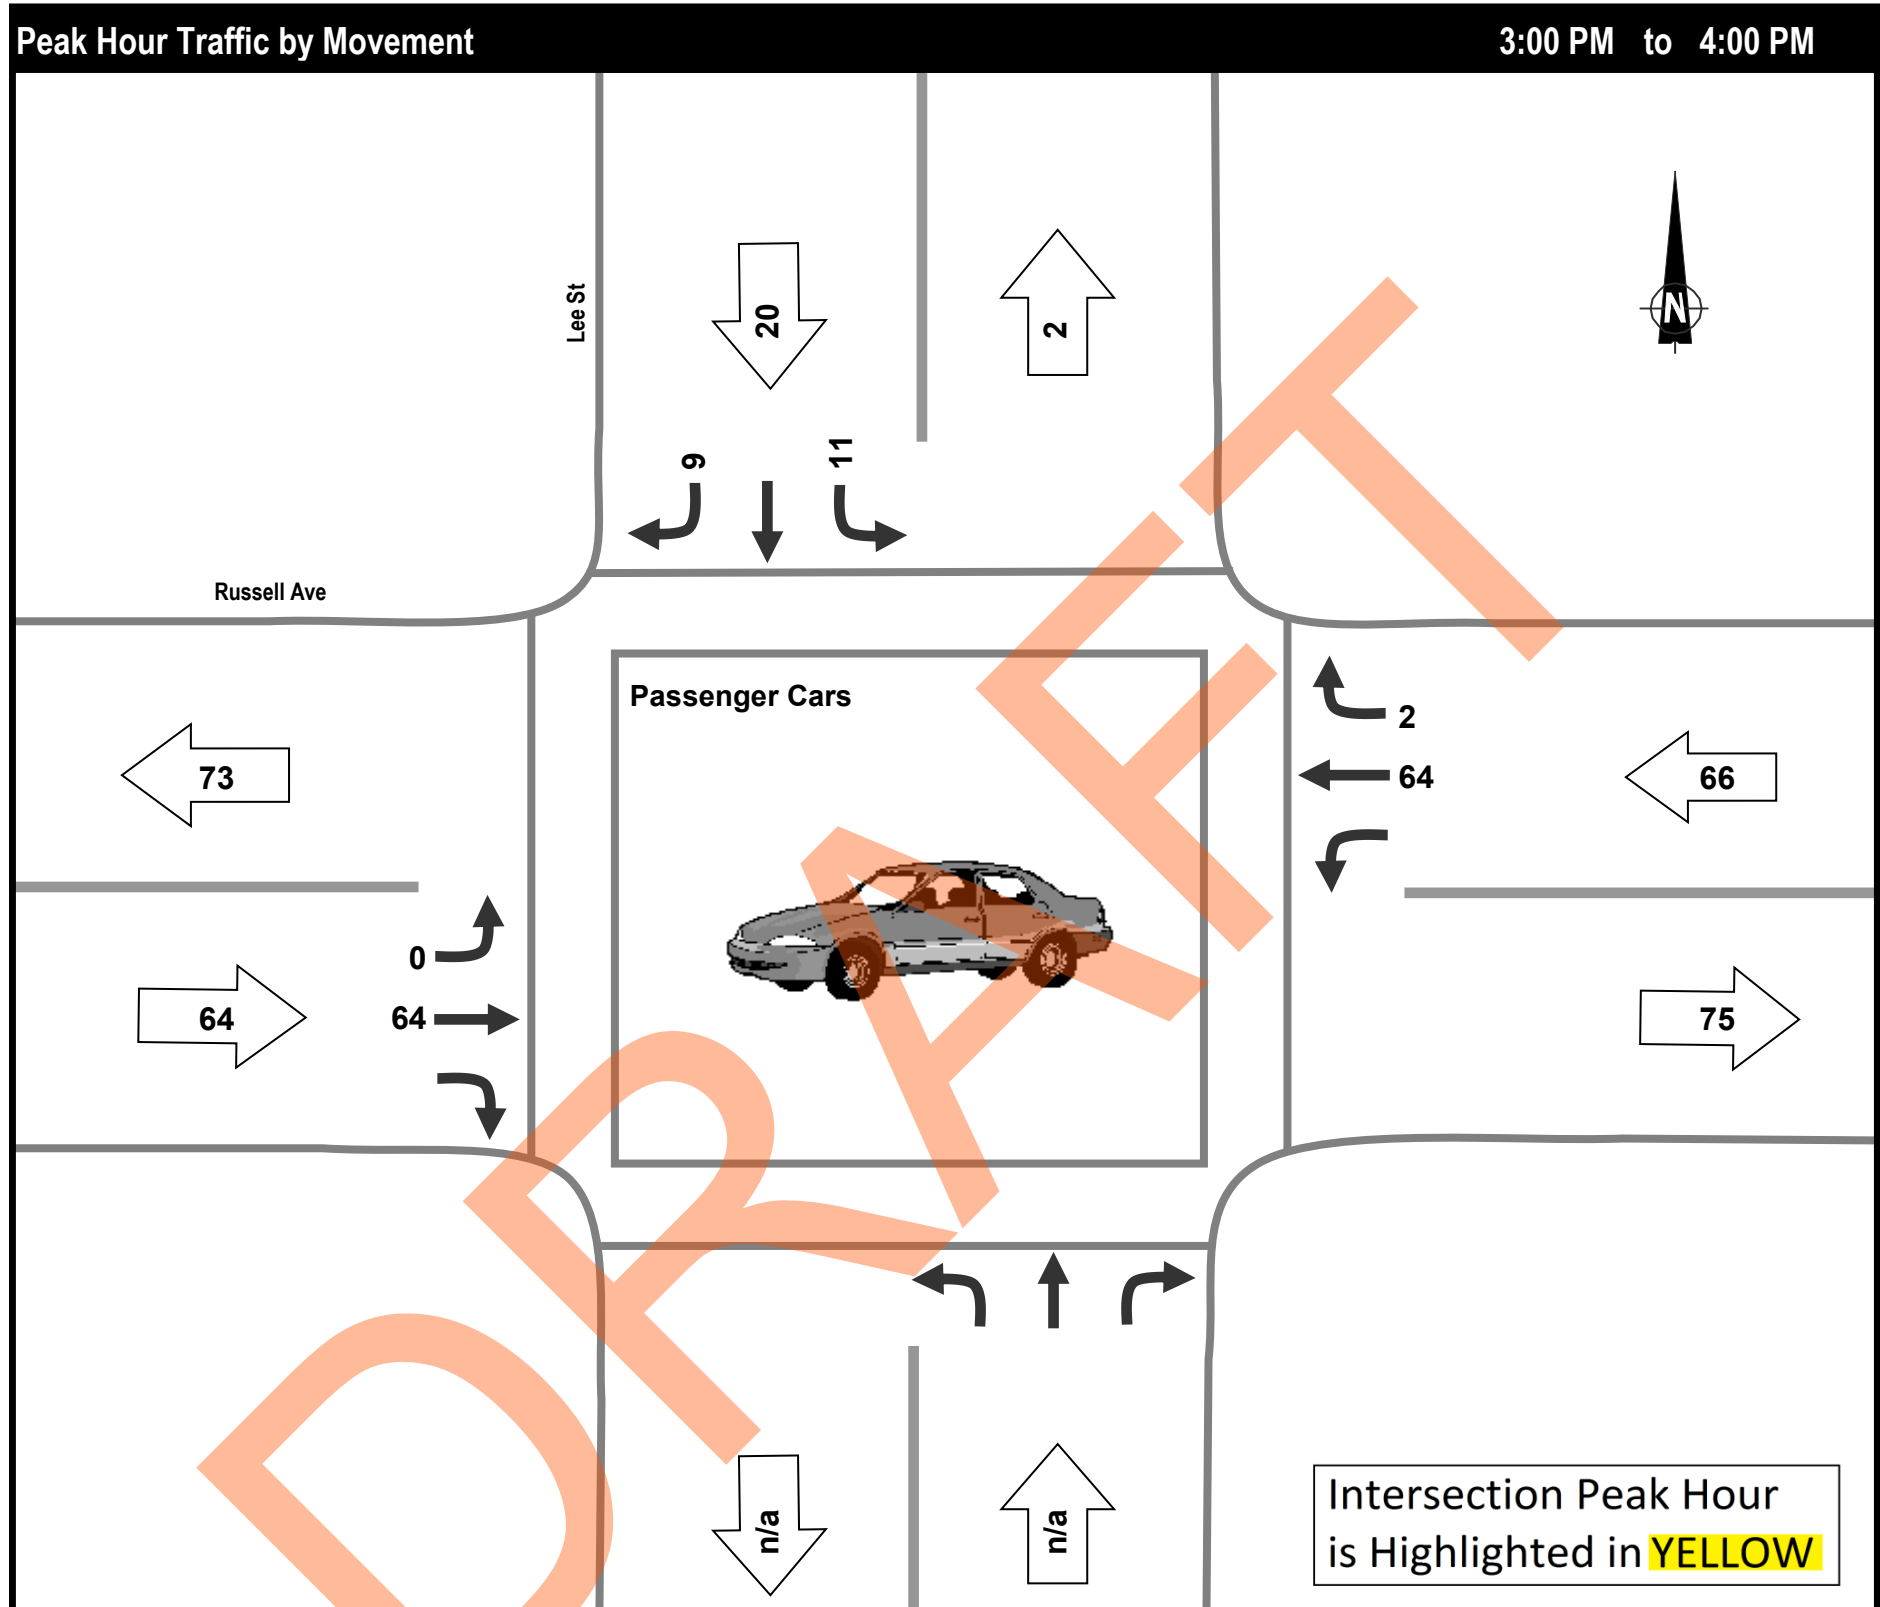 Peak Hour Traffic by Movement 3:00 PM to 4:00 PM
Lee St
20
2
N
9
11
Russell Ave
Passenger Cars
2
73
64
66
0
64
64
75
n/a
n/a
Intersection Peak Hour
is Highlighted in YELLOW
DRAFT